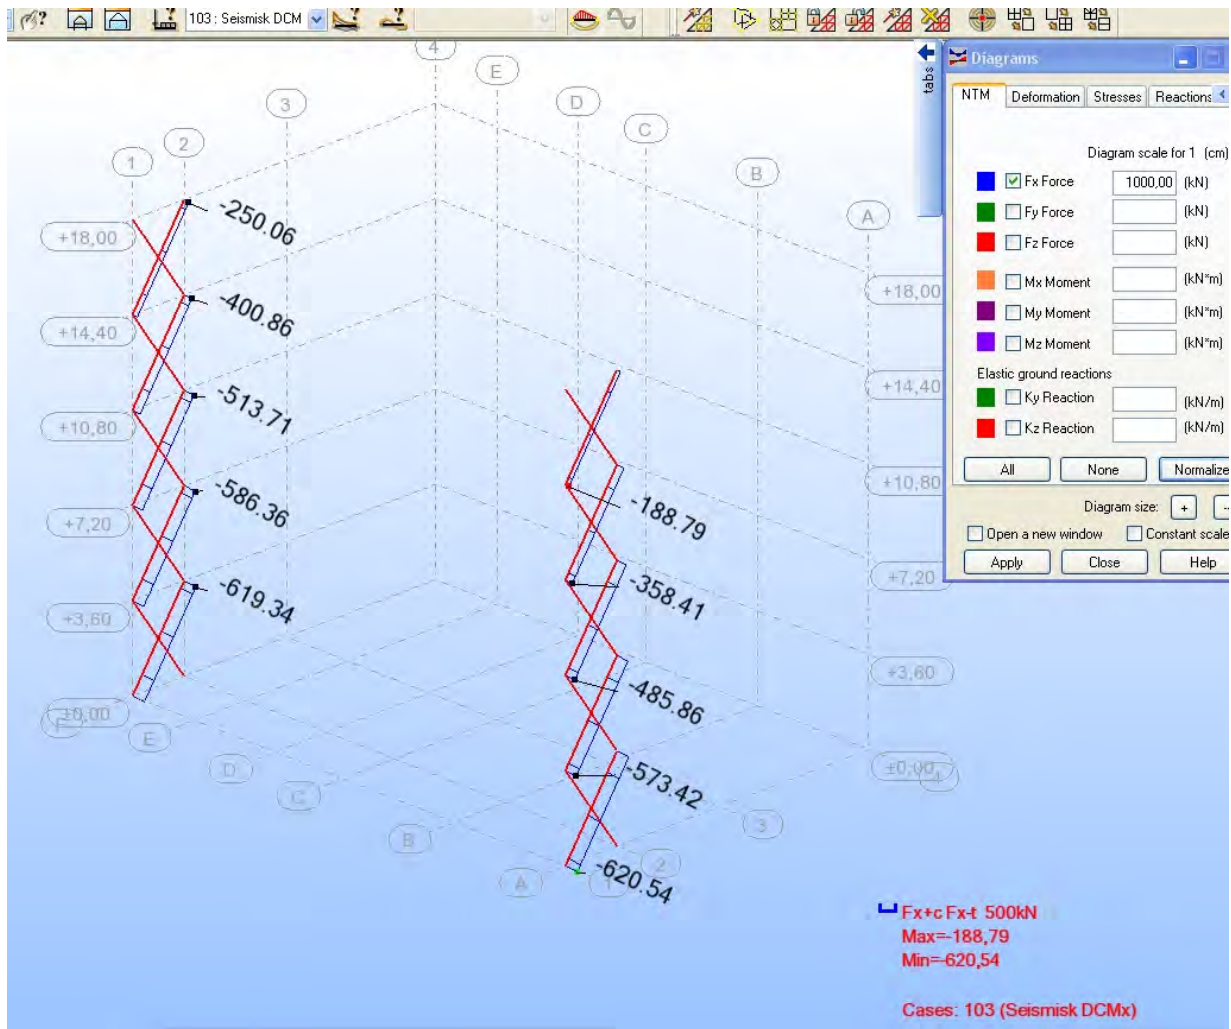 103 : Seismisk DCM
tabs
Diagrams
NTM Deformation Stresses Reactions
Diagram scale for 1 (cm)
Fx Force 1000,00 (kN)
Fy Force (kN)
Fz Force (kN)
Mx Moment (kN*m)
My Moment (kN*m)
Mz Moment (kN*m)
Elastic ground reactions
Ky Reaction (kN/m)
Kz Reaction (kN/m)
All None Normalize
Diagram size: + -
Open a new window Constant scale
Apply Close Help
4
E
3
D
C
2
1
B
A
-250.06
+18,00
+18,00
-400.86
+14,40
+14,40
-513.71
+10,80
+10,80
-586.36
-188.79
+7,20
+7,20
-619.34
-358.41
+3,60
+3,60
-485.86
±0,00
E
D
±0,00
-573.42
C
3
B
2
A
1
-620.54
Fx+c Fx-t 500kN
Max=-188,79
Min=-620,54
Cases: 103 (Seismisk DCMx)